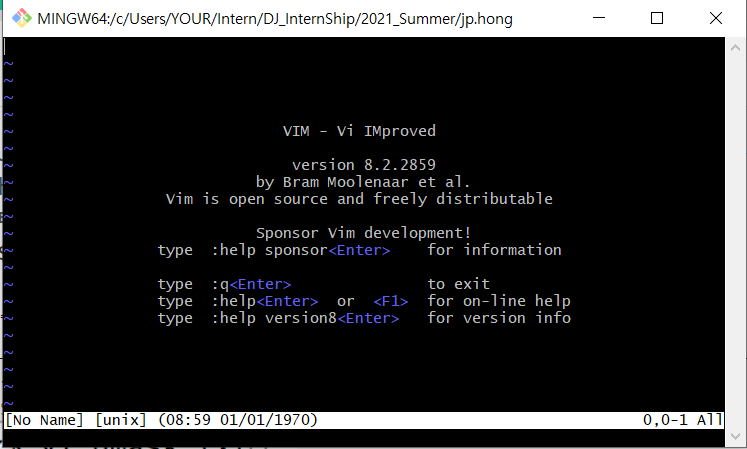 MINGW64:/c/Users/YOUR/Intern/DJ_InternShip/2021_Summer/jp.hong
~
~
~
~
~
VIM - Vi IMproved
~
~
version 8.2.2859
~
by Bram Moolenaar et al.
~
Vim is open source and freely distributable
~
~
Sponsor Vim development!
~
type :help sponsor<Enter> for information
~
~
type :q<Enter> to exit
~
type :help<Enter> or <F1> for on-line help
~
type :help version8<Enter> for version info
~
~
~
~
~
[No Name] [unix] (08:59 01/01/1970) 0,0-1 All